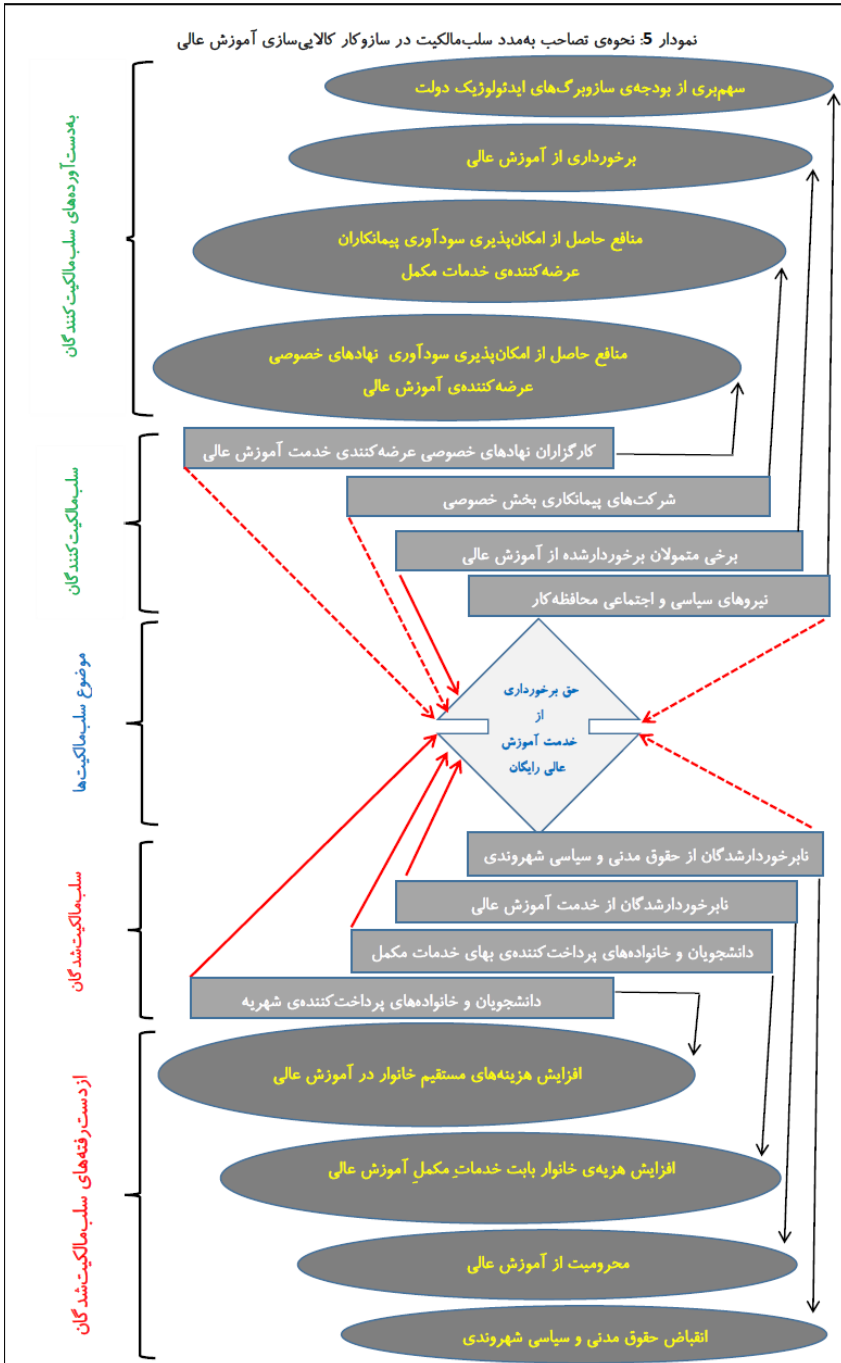 نمودار 5: نحوه‌ی تصاحب به‌مدد سلب‌مالکیت در سازوکار کالایی‌سازی آموزش عالی
به‌دست‌آورده‌های سلب‌مالکیت‌کنندگان
سهم‌بری از بودجه‌ی سازوبرگ‌های ایدئولوژیک دولت
برخورداری از آموزش عالی
منافع حاصل از امکان‌پذیری سودآوری پیمانکاران
عرضه‌کننده‌ی خدمات مکمل
منافع حاصل از امکان‌پذیری سودآوری نهادهای خصوصی
عرضه‌کننده‌ی آموزش عالی
سلب‌مالکیت‌کنندگان
کارگزاران نهادهای خصوصی عرضه‌کنندی خدمت آموزش عالی
شرکت‌های پیمانکاری بخش خصوصی
برخی متمولان برخوردارشده از آموزش عالی
نیروهای سیاسی و اجتماعی محافظه‌کار
موضوع سلب‌مالکیت‌ها
حق برخورداری
از
خدمت آموزش
عالی رایگان
سلب‌مالکیت‌شدگان
نابرخوردارشدگان از حقوق مدنی و سیاسی شهروندی
نابرخوردارشدگان از خدمت آموزش عالی
دانشجویان و خانواده‌های پرداخت‌کننده‌ی بهای خدمات مکمل
دانشجویان و خانواده‌های پرداخت‌کننده‌ی شهریه
ازدست‌رفته‌های سلب‌مالکیت‌شدگان
افزایش هزینه‌های مستقیم خانوار در آموزش عالی
افزایش هزیه‌ی خانوار بابت خدماتِ مکملِ آموزش عالی
محرومیت از آموزش عالی
انقباض حقوق مدنی و سیاسی شهروندی